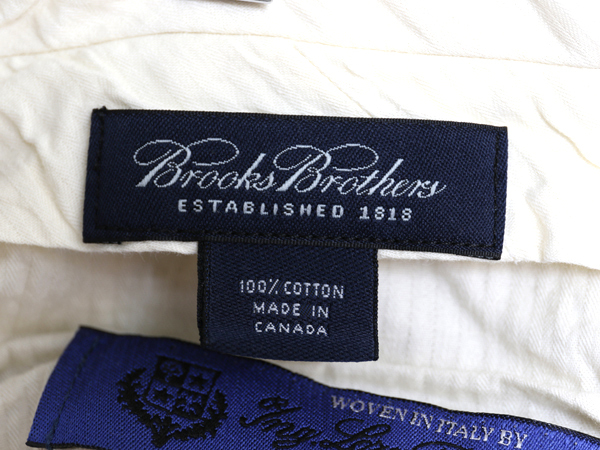 Brooks Brothers
ESTABLISHED 1818
100% COTTON
MADE IN
CANADA
WOVEN IN ITALY BY